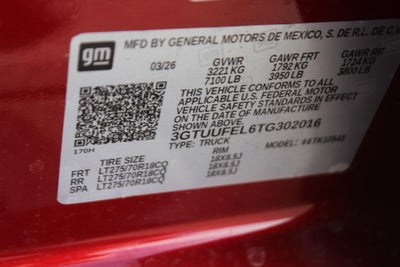 gm
MFD BY GENERAL MOTORS DE MEXICO, S. DE R.L. DE C.V.
03/26 GVWR GAWR FRT GAWR RR
3221 KG 1792 KG 1724 KG
7100 LB 3950 LB 3800 LB
THIS VEHICLE CONFORMS TO ALL
APPLICABLE U.S. FEDERAL MOTOR
VEHICLE SAFETY STANDARDS IN EFFECT
ON THE DATE OF MANUFACTURE SHOWN ABOVE.
3GTUUFEL6TG302016
TYPE: TRUCK MODEL:
170H
TIRE SIZE RIM
FRT LT275/70R18CQ 18X8.5J
RR LT275/70R18CQ 18X8.5J
SPA LT275/70R18CQ 18X8.5J